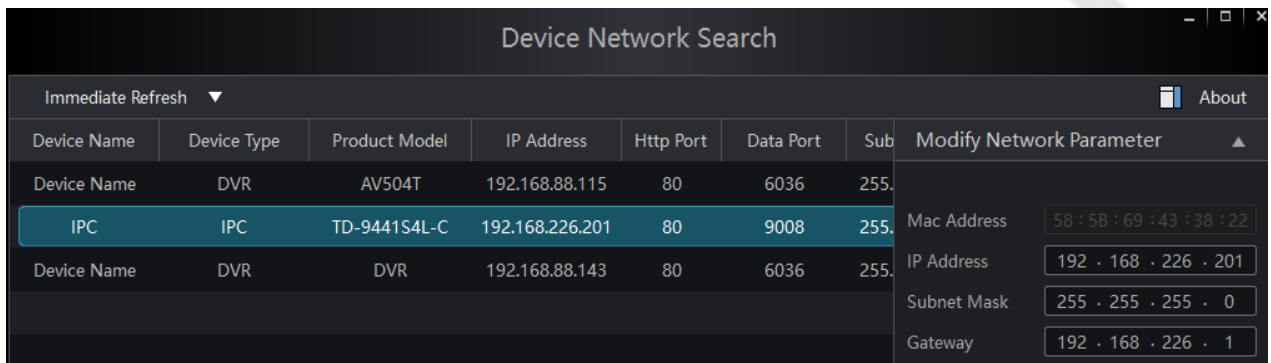 Device Network Search
Immediate Refresh ▼ About
Device Name Device Type Product Model IP Address Http Port Data Port Sub Modify Network Parameter ▲
Device Name DVR AV504T 192.168.88.115 80 6036 255.
IPC IPC TD-9441S4L-C 192.168.226.201 80 9008 255.
Device Name DVR DVR 192.168.88.143 80 6036 255.
Mac Address 58 : 5B : 69 : 43 : 38 : 22
IP Address 192 . 168 . 226 . 201
Subnet Mask 255 . 255 . 255 . 0
Gateway 192 . 168 . 226 . 1